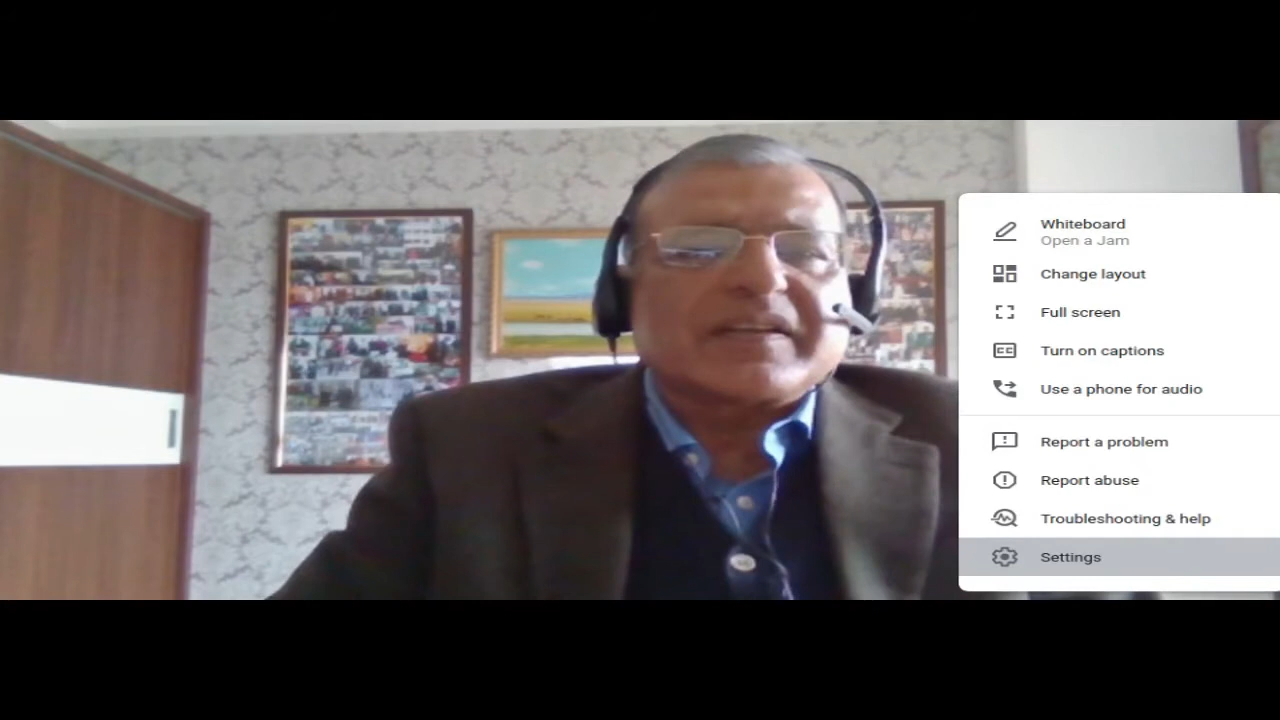 Whiteboard
Open a Jam
Change layout
Full screen
Turn on captions
Use a phone for audio
Report a problem
Report abuse
Troubleshooting & help
Settings